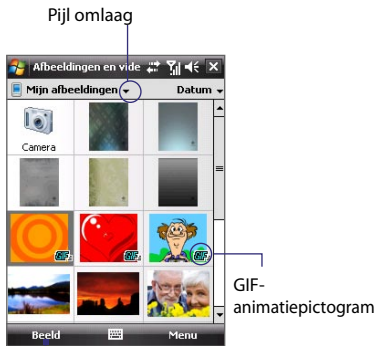 Pijl omlaag
Afbeeldingen en vide
Mijn afbeeldingen Datum
Camera
GIF
GIF
GIF
GIF-
animatiepictogram
Beeld Menu